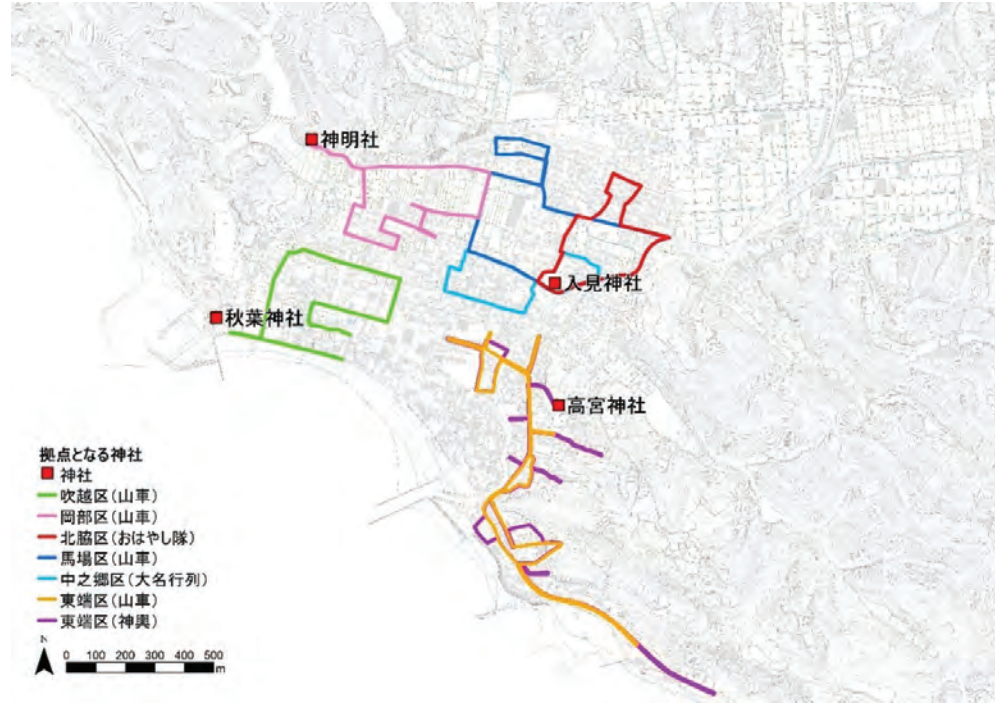 神明社
入見神社
秋葉神社
高宮神社
拠点となる神社
神社
吹越区(山車)
岡部区(山車)
北脇区(おはやし隊)
馬場区(山車)
中之郷区(大名行列)
東端区(山車)
東端区(神輿)
N
0 100 200 300 400 500
m